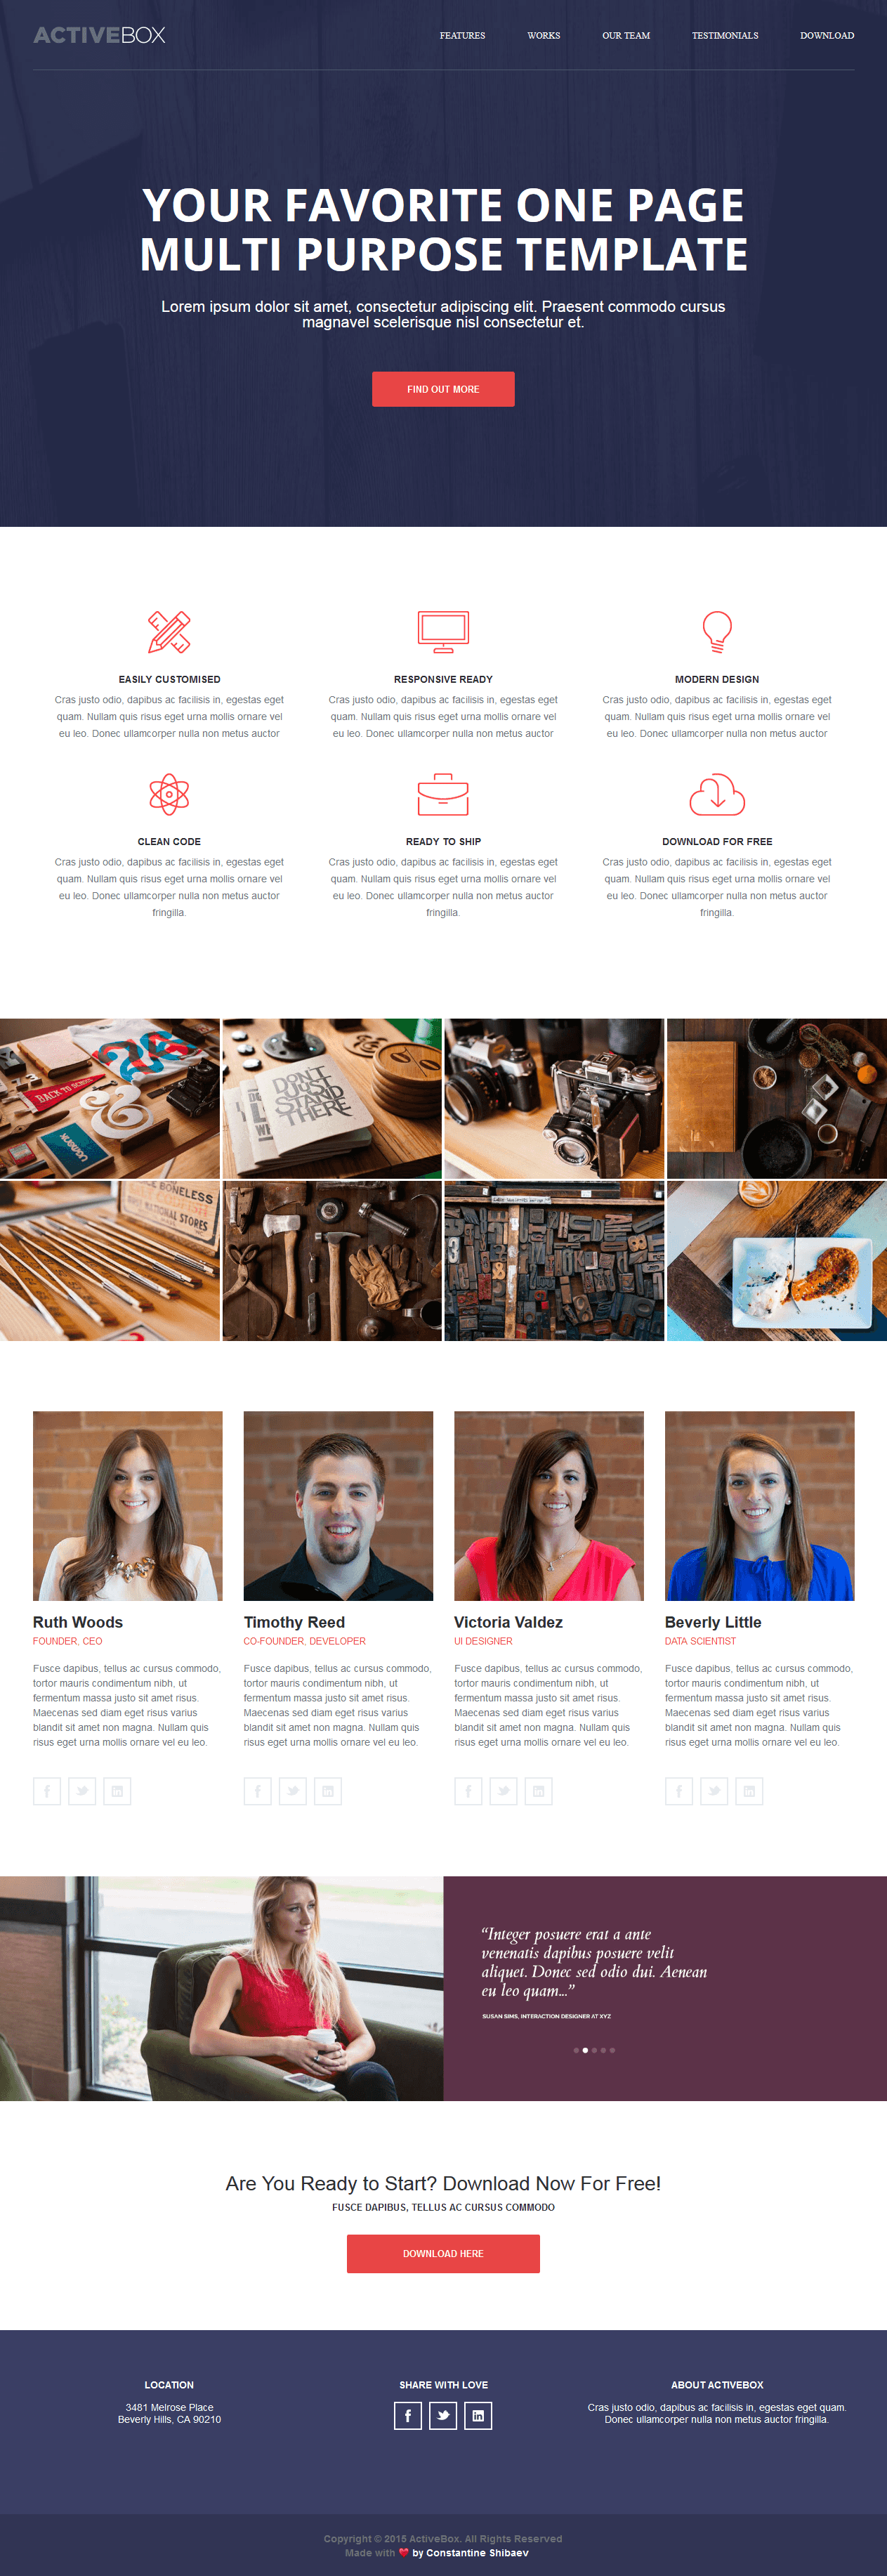 ACTIVEBOX
FEATURES WORKS OUR TEAM TESTIMONIALS DOWNLOAD
YOUR FAVORITE ONE PAGE
MULTI PURPOSE TEMPLATE
Lorem ipsum dolor sit amet, consectetur adipiscing elit. Praesent commodo cursus
magnavel scelerisque nisl consectetur et.
FIND OUT MORE
EASILY CUSTOMISED
Cras justo odio, dapibus ac facilisis in, egestas eget
quam. Nullam quis risus eget urna mollis ornare vel
eu leo. Donec ullamcorper nulla non metus auctor
RESPONSIVE READY
Cras justo odio, dapibus ac facilisis in, egestas eget
quam. Nullam quis risus eget urna mollis ornare vel
eu leo. Donec ullamcorper nulla non metus auctor
MODERN DESIGN
Cras justo odio, dapibus ac facilisis in, egestas eget
quam. Nullam quis risus eget urna mollis ornare vel
eu leo. Donec ullamcorper nulla non metus auctor
CLEAN CODE
Cras justo odio, dapibus ac facilisis in, egestas eget
quam. Nullam quis risus eget urna mollis ornare vel
eu leo. Donec ullamcorper nulla non metus auctor
fringilla.
READY TO SHIP
Cras justo odio, dapibus ac facilisis in, egestas eget
quam. Nullam quis risus eget urna mollis ornare vel
eu leo. Donec ullamcorper nulla non metus auctor
fringilla.
DOWNLOAD FOR FREE
Cras justo odio, dapibus ac facilisis in, egestas eget
quam. Nullam quis risus eget urna mollis ornare vel
eu leo. Donec ullamcorper nulla non metus auctor
fringilla.
BACK TO SCHOOL
&
DON'T
JUST
STAND
THERE
BONELESS
NATIONAL STORES
Ruth Woods
FOUNDER, CEO
Fusce dapibus, tellus ac cursus commodo,
tortor mauris condimentum nibh, ut
fermentum massa justo sit amet risus.
Maecenas sed diam eget risus varius
blandit sit amet non magna. Nullam quis
risus eget urna mollis ornare vel eu leo.
Timothy Reed
CO-FOUNDER, DEVELOPER
Fusce dapibus, tellus ac cursus commodo,
tortor mauris condimentum nibh, ut
fermentum massa justo sit amet risus.
Maecenas sed diam eget risus varius
blandit sit amet non magna. Nullam quis
risus eget urna mollis ornare vel eu leo.
Victoria Valdez
UI DESIGNER
Fusce dapibus, tellus ac cursus commodo,
tortor mauris condimentum nibh, ut
fermentum massa justo sit amet risus.
Maecenas sed diam eget risus varius
blandit sit amet non magna. Nullam quis
risus eget urna mollis ornare vel eu leo.
Beverly Little
DATA SCIENTIST
Fusce dapibus, tellus ac cursus commodo,
tortor mauris condimentum nibh, ut
fermentum massa justo sit amet risus.
Maecenas sed diam eget risus varius
blandit sit amet non magna. Nullam quis
risus eget urna mollis ornare vel eu leo.
“Integer posuere erat a ante
venenatis dapibus posuere velit
aliquet. Donec sed odio dui. Aenean
eu leo quam...”
SUSAN SIMS, INTERACTION DESIGNER AT XYZ
Are You Ready to Start? Download Now For Free!
FUSCE DAPIBUS, TELLUS AC CURSUS COMMODO
DOWNLOAD HERE
LOCATION
3481 Melrose Place
Beverly Hills, CA 90210
SHARE WITH LOVE
ABOUT ACTIVEBOX
Cras justo odio, dapibus ac facilisis in, egestas eget quam.
Donec ullamcorper nulla non metus auctor fringilla.
Copyright © 2015 ActiveBox. All Rights Reserved
Made with ❤ by Constantine Shibaev